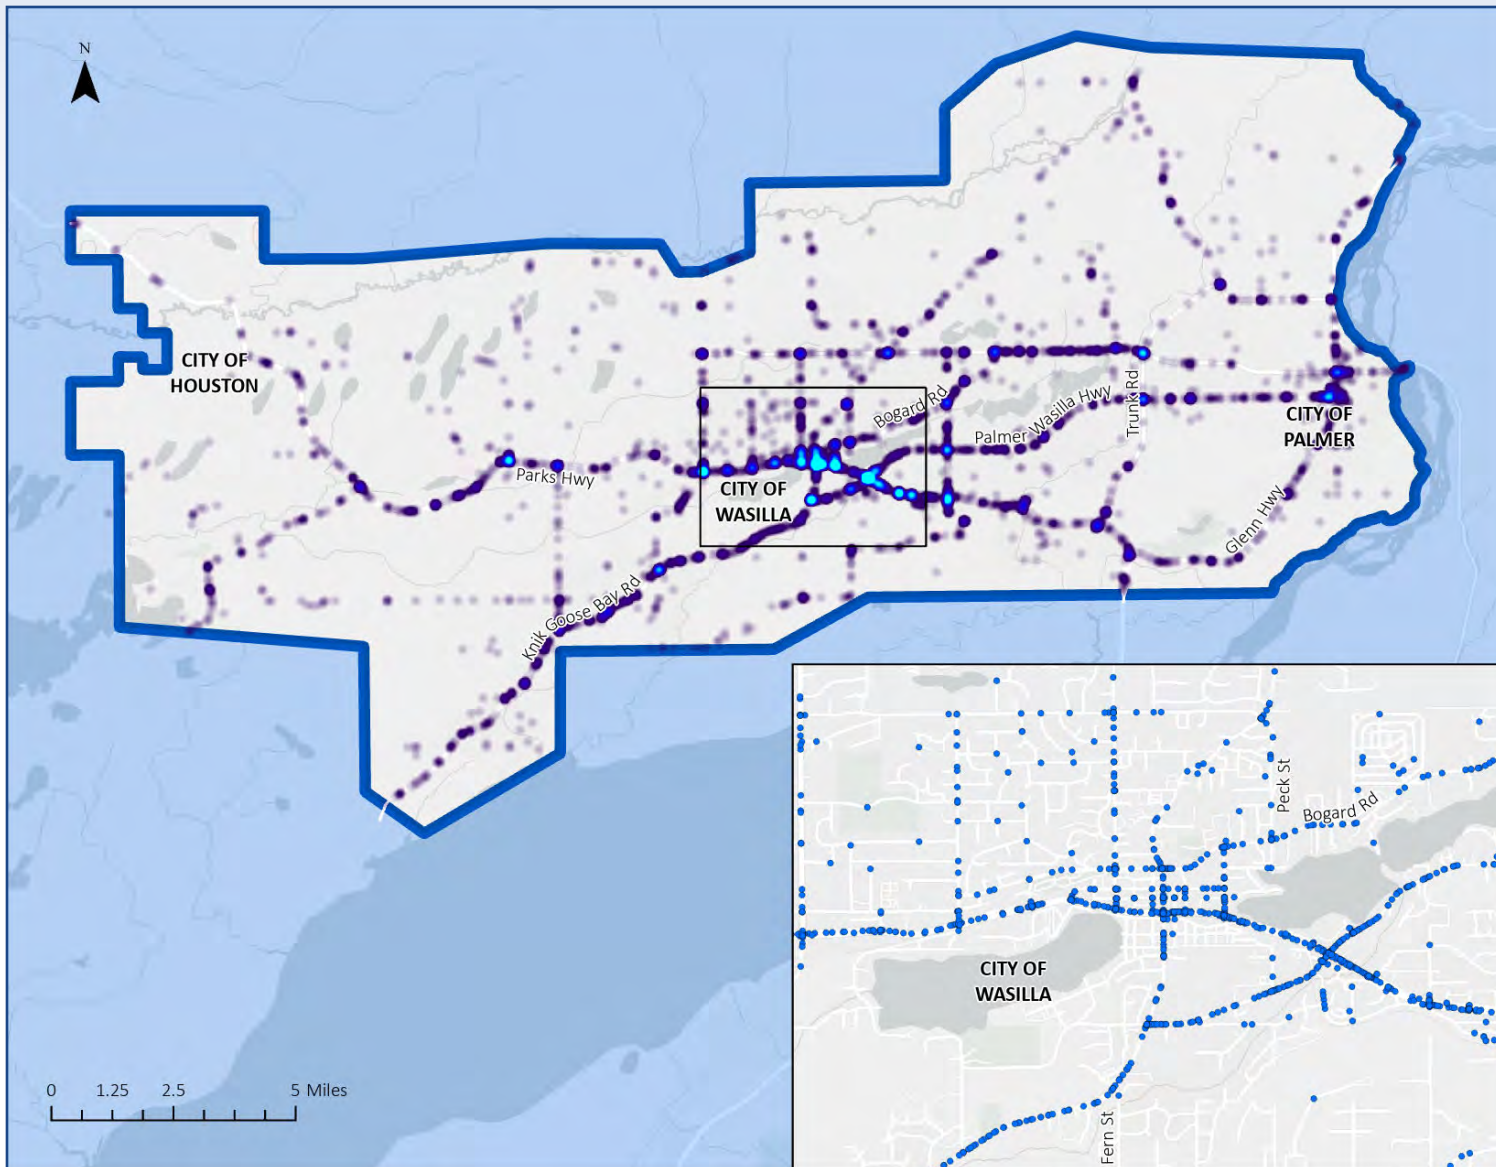 N
CITY OF
HOUSTON
Bogard Rd
Palmer Wasilla Hwy
Trunk Rd
CITY OF
PALMER
Parks Hwy
CITY OF
WASILLA
Glenn Hwy
Knik Goose Bay Rd
Peck St
Bogard Rd
CITY OF
WASILLA
Fern St
0 1.25 2.5 5 Miles